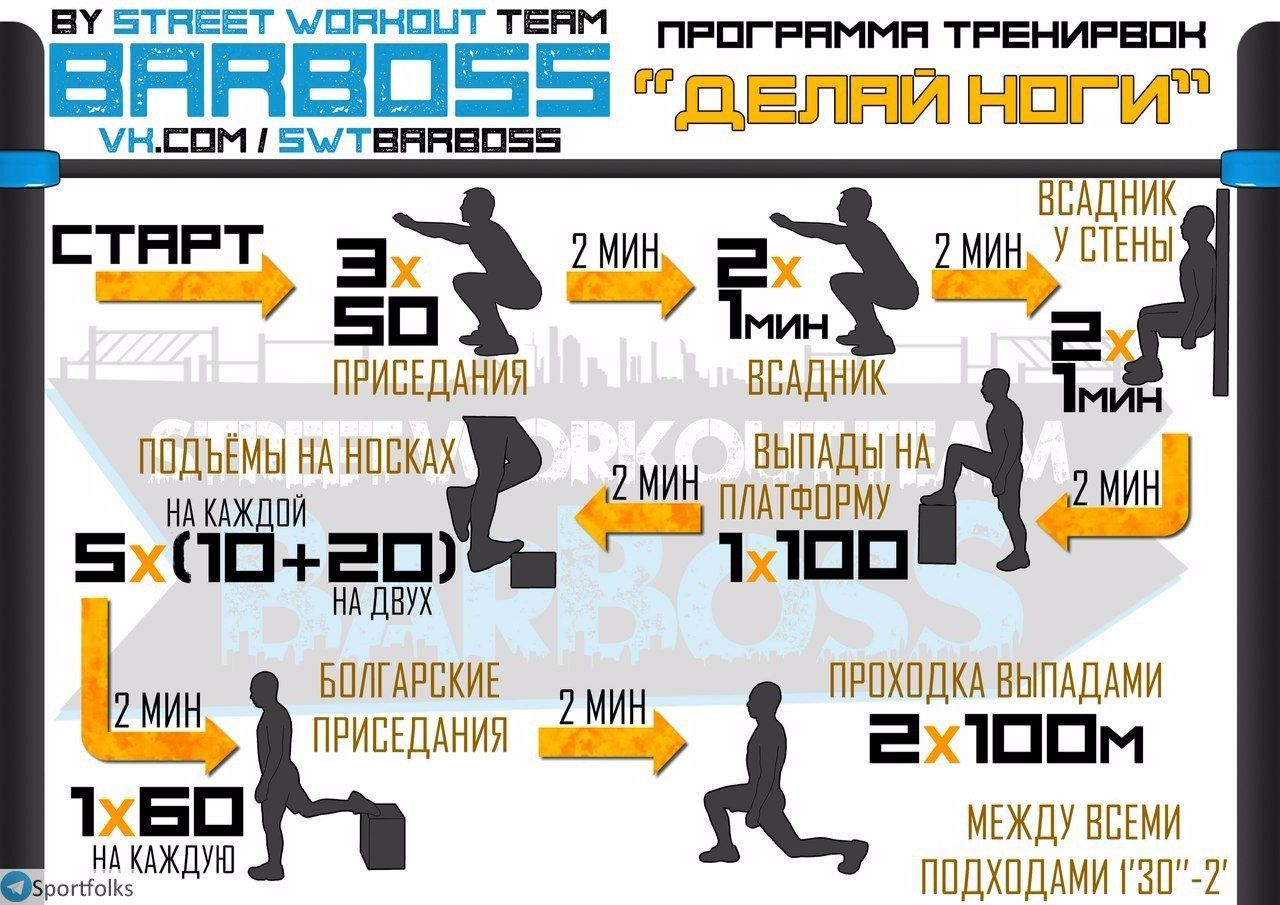 BY STREET WORKOUT TEAM
BARBOSS
VK.COM / SWTBARBOSS
ПРОГРАММА ТРЕНИРВОК
“ДЕЛАЙ НОГИ”
СТАРТ
3x
50
ПРИСЕДАНИЯ
2 МИН
2x
1МИН
ВСАДНИК
2 МИН
ВСАДНИК
У СТЕНЫ
2x
1МИН
2 МИН
ВЫПАДЫ НА
ПЛАТФОРМУ
1x100
2 МИН
ПОДЪЁМЫ НА НОСКАХ
НА КАЖДОЙ
5x(10+20)
НА ДВУХ
2 МИН
1x60
НА КАЖДУЮ
БОЛГАРСКИЕ
ПРИСЕДАНИЯ
2 МИН
ПРОХОДКА ВЫПАДАМИ
2x100М
МЕЖДУ ВСЕМИ
ПОДХОДАМИ 1'30"-2'
STREET WORKOUT TEAM
BARBOSS
Sportfolks